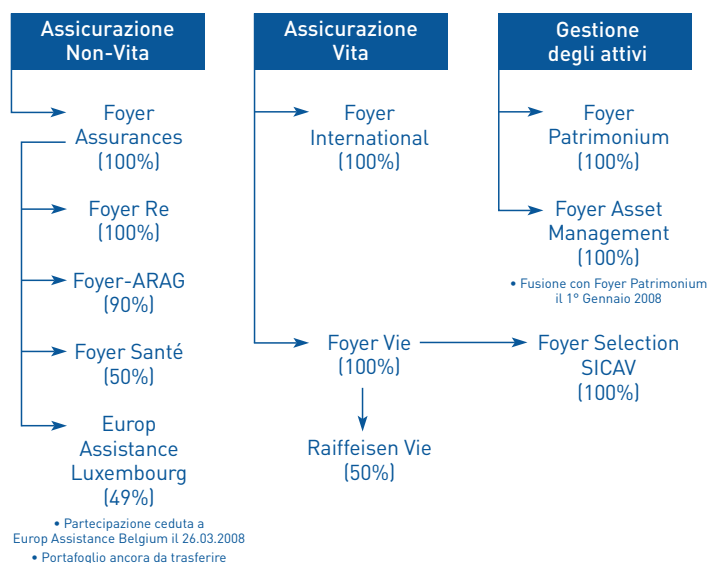 Assicurazione
Non-Vita
Foyer
Assurances
(100%)
Foyer Re
(100%)
Foyer-ARAG
(90%)
Foyer Santé
(50%)
Europ
Assistance
Luxembourg
(49%)
• Partecipazione ceduta a
Europ Assistance Belgium il 26.03.2008
• Portafoglio ancora da trasferire
Assicurazione
Vita
Foyer
International
(100%)
Foyer Vie
(100%)
Raiffeisen Vie
(50%)
Gestione
degli attivi
Foyer
Patrimonium
(100%)
Foyer Asset
Management
(100%)
• Fusione con Foyer Patrimonium
il 1° Gennaio 2008
Foyer Selection
SICAV
(100%)